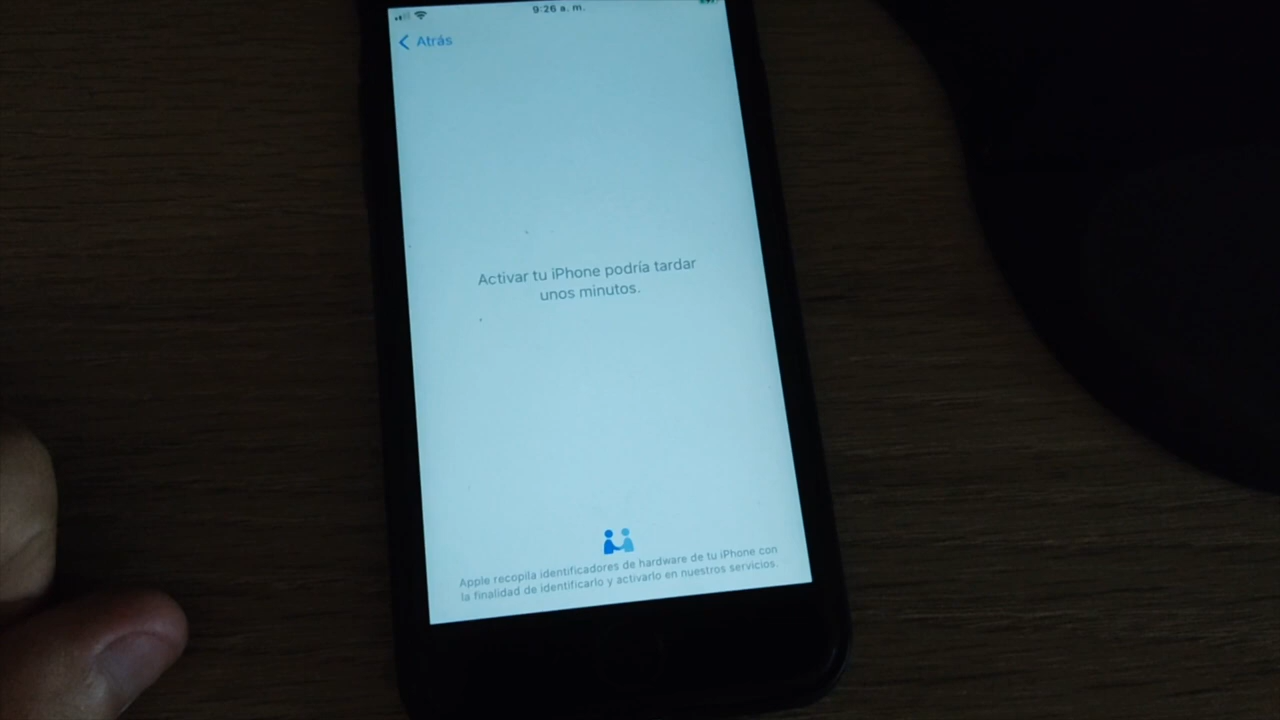 9:26 a. m.
Atrás
Activar tu iPhone podría tardar
unos minutos.
Apple recopila identificadores de hardware de tu iPhone con
la finalidad de identificarlo y activarlo en nuestros servicios.